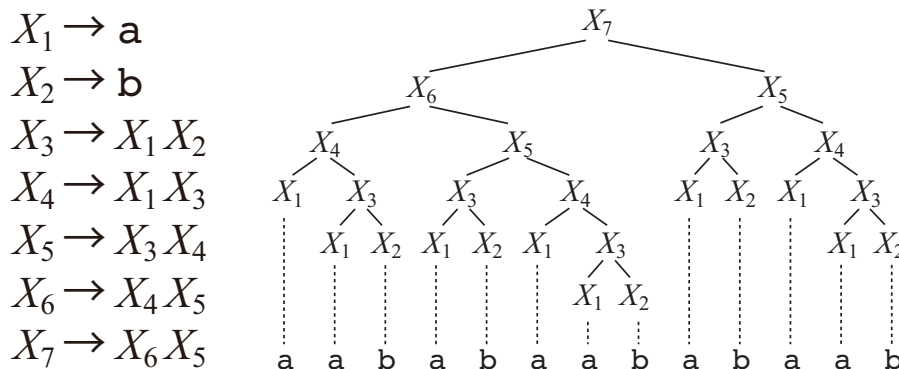 X₁ → a
X₂ → b
X₃ → X₁ X₂
X₄ → X₁ X₃
X₅ → X₃ X₄
X₆ → X₄ X₅
X₇ → X₆ X₅
X₇
X₆ X₅
X₄ X₅ X₃ X₄
X₁ X₃ X₃ X₄ X₁ X₂ X₁ X₃
X₁ X₂ X₁ X₂ X₁ X₃ X₁ X₂
X₁ X₂
a a b a b a a b a b a a b